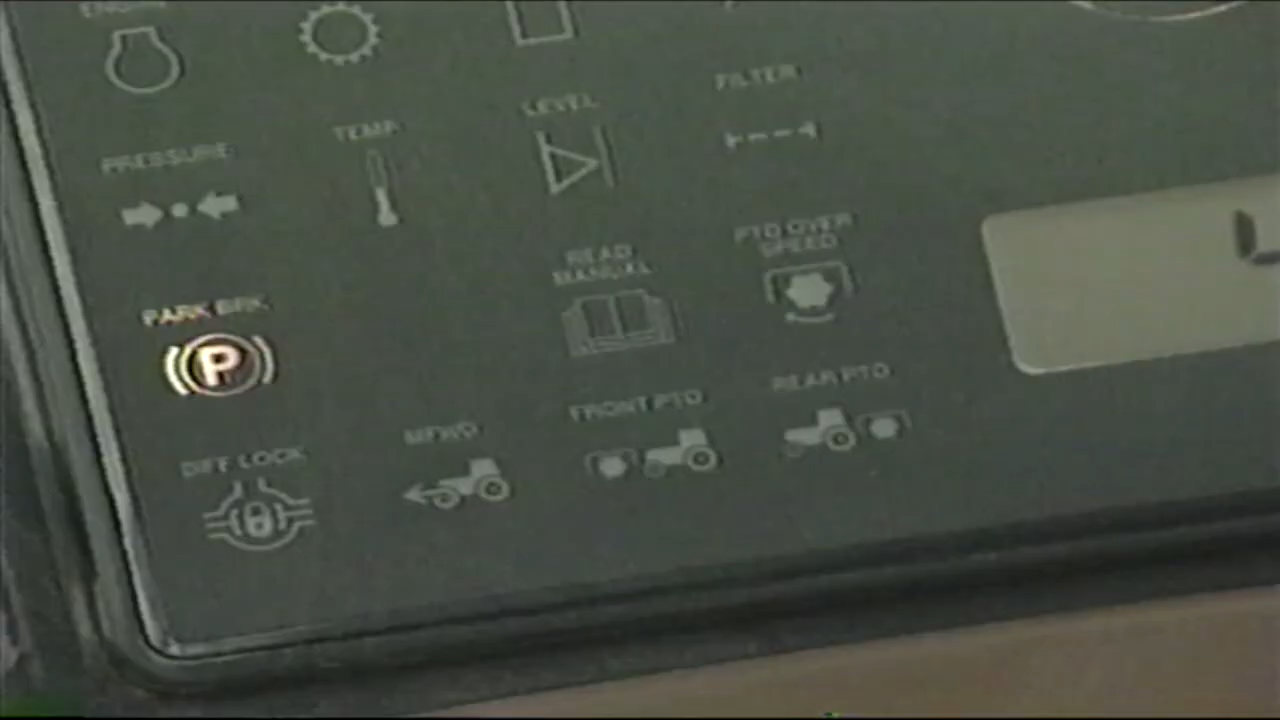 PRESSURE
TEMP
LEVEL
FILTER
PARK BRK
P
READ
MANUAL
PTO OVER
SPEED
DIFF LOCK
MFWD
FRONT PTO
REAR PTO